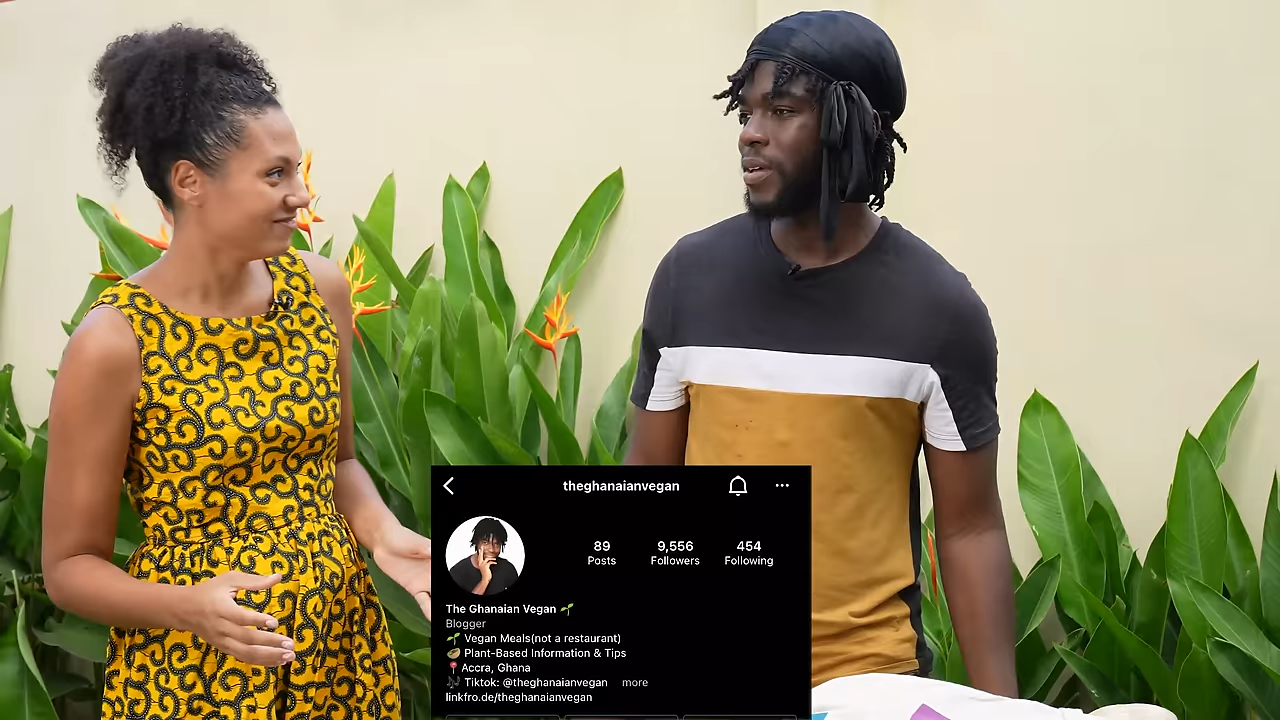 theghanaianvegan
89 9,556 454
Posts Followers Following
The Ghanaian Vegan 🌱
Blogger
🌱 Vegan Meals(not a restaurant)
🥙 Plant-Based Information & Tips
📍 Accra, Ghana
🎶 Tiktok: @theghanaianvegan more
linkfro.de/theghanaianvegan